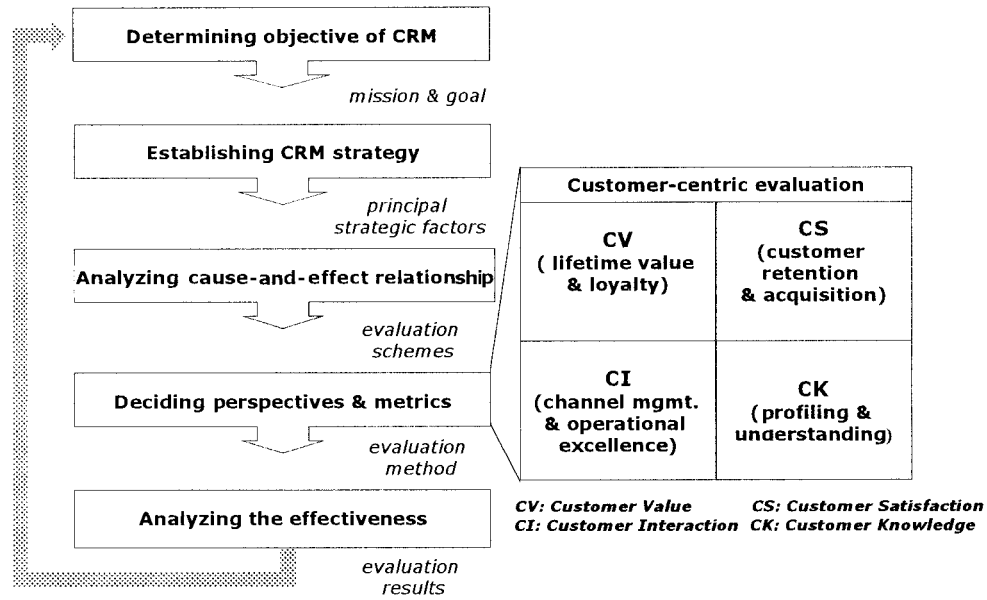 Determining objective of CRM
mission & goal
Establishing CRM strategy
principal
strategic factors
Analyzing cause-and-effect relationship
evaluation
schemes
Deciding perspectives & metrics
evaluation
method
Analyzing the effectiveness
evaluation
results
Customer-centric evaluation
CV
( lifetime value
& loyalty)
CS
(customer
retention
& acquisition)
CI
(channel mgmt.
& operational
excellence)
CK
(profiling &
understanding)
CV: Customer Value CS: Customer Satisfaction
CI: Customer Interaction CK: Customer Knowledge